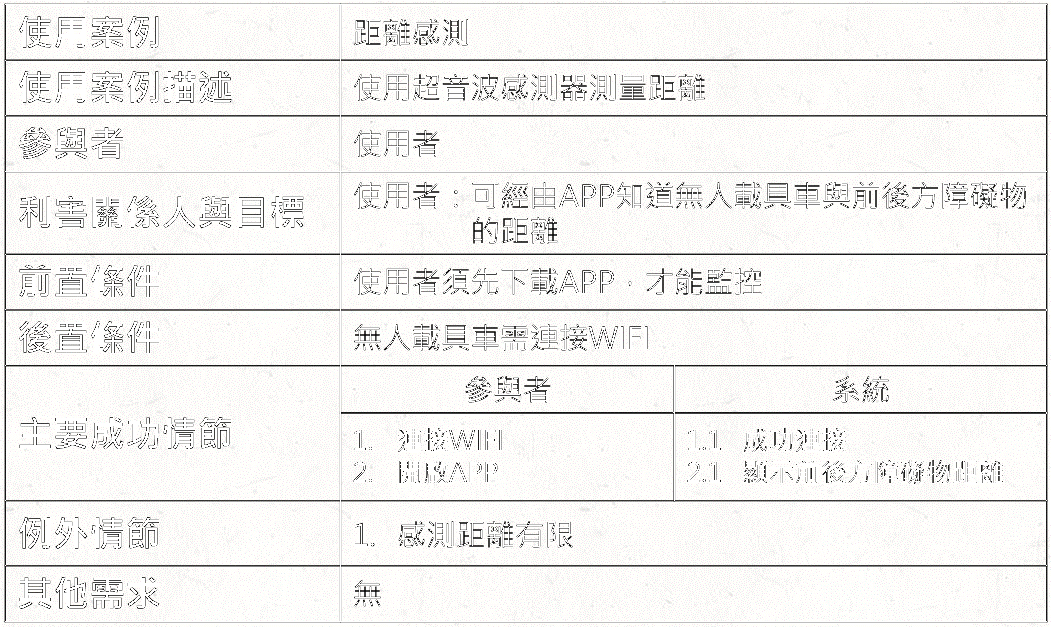 使用案例 距離感測
使用案例描述 使用超音波感測器測量距離
參與者 使用者
利害關係人與目標 使用者：可經由APP知道無人載具車與前後方障礙物
的距離
前置條件 使用者須先下載APP，才能監控
後置條件 無人載具車需連接WIFI
主要成功情節 參與者 系統
1. 連接WIFI 1.1 成功連接
2. 開啟APP 2.1 顯示前後方障礙物距離
例外情節 1. 感測距離有限
其他需求 無